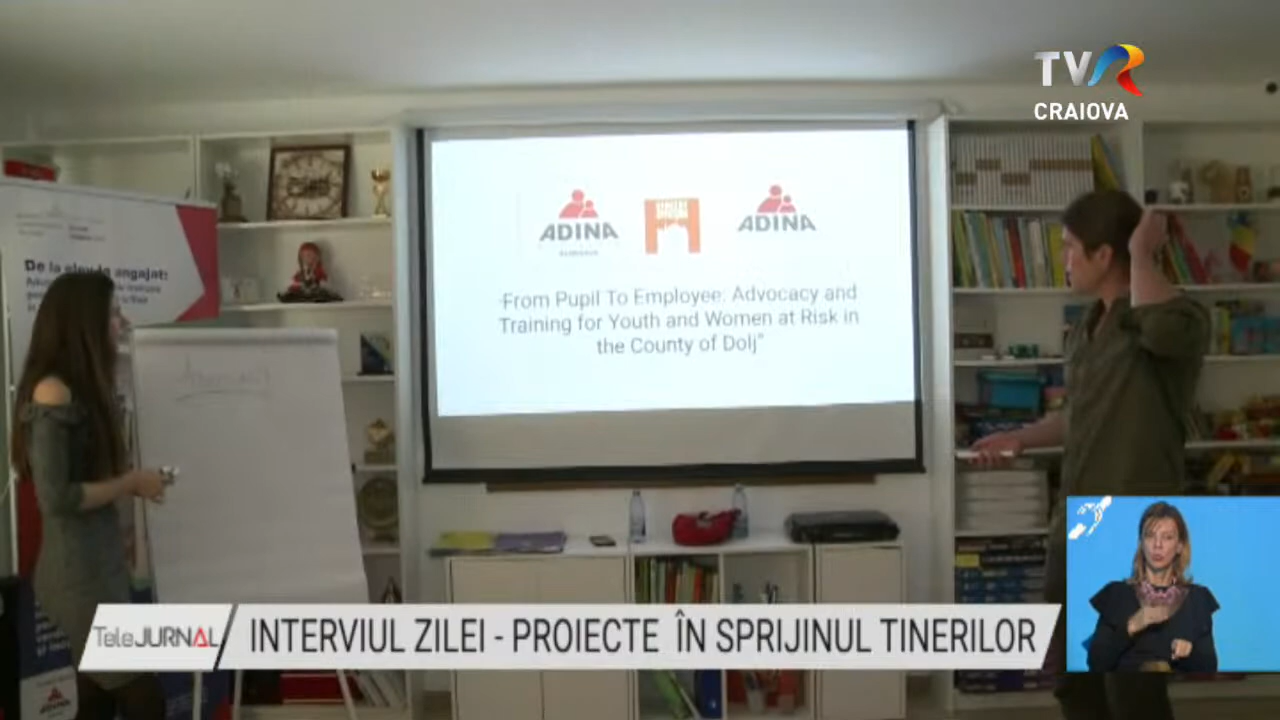 TVR
CRAIOVA
ADINA
ADINA
De la elev la angajat:
From Pupil To Employee: Advocacy and
Training for Youth and Women at Risk in
the County of Dolj"
TeleJURNAL
INTERVIUL ZILEI - PROIECTE ÎN SPRIJINUL TINERILOR
ADINA